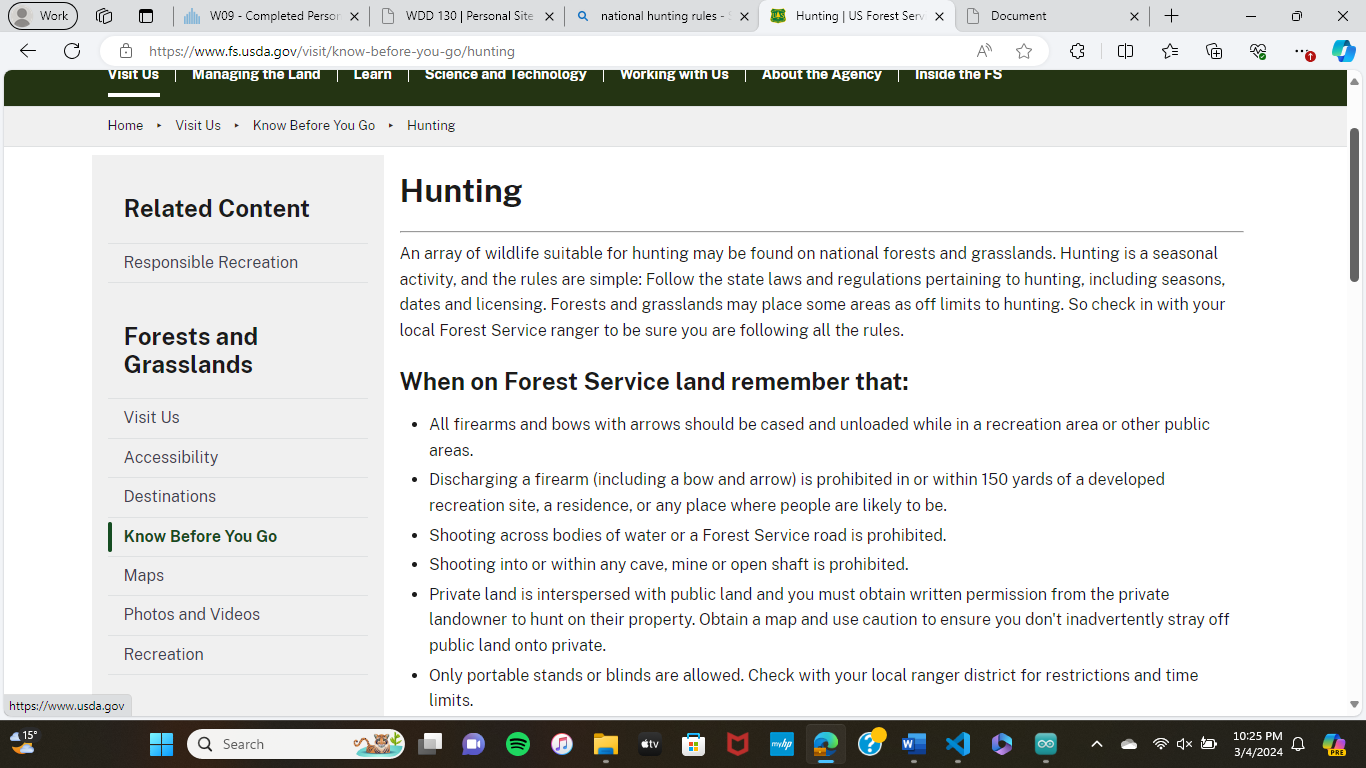 Work
W09 - Completed Person
WDD 130 | Personal Site
national hunting rules - S
Hunting | US Forest Servi
Document
https://www.fs.usda.gov/visit/know-before-you-go/hunting
Visit Us
Managing the Land
Learn
Science and Technology
Working with Us
About the Agency
Inside the FS
Home
Visit Us
Know Before You Go
Hunting
Related Content
Responsible Recreation
Forests and
Grasslands
Visit Us
Accessibility
Destinations
Know Before You Go
Maps
Photos and Videos
Recreation
Hunting
An array of wildlife suitable for hunting may be found on national forests and grasslands. Hunting is a seasonal
activity, and the rules are simple: Follow the state laws and regulations pertaining to hunting, including seasons,
dates and licensing. Forests and grasslands may place some areas as off limits to hunting. So check in with your
local Forest Service ranger to be sure you are following all the rules.
When on Forest Service land remember that:
• All firearms and bows with arrows should be cased and unloaded while in a recreation area or other public
areas.
• Discharging a firearm (including a bow and arrow) is prohibited in or within 150 yards of a developed
recreation site, a residence, or any place where people are likely to be.
• Shooting across bodies of water or a Forest Service road is prohibited.
• Shooting into or within any cave, mine or open shaft is prohibited.
• Private land is interspersed with public land and you must obtain written permission from the private
landowner to hunt on their property. Obtain a map and use caution to ensure you don't inadvertently stray off
public land onto private.
• Only portable stands or blinds are allowed. Check with your local ranger district for restrictions and time
limits.
https://www.usda.gov
15°
Search
tv
myhp
PRE
10:25 PM
3/4/2024